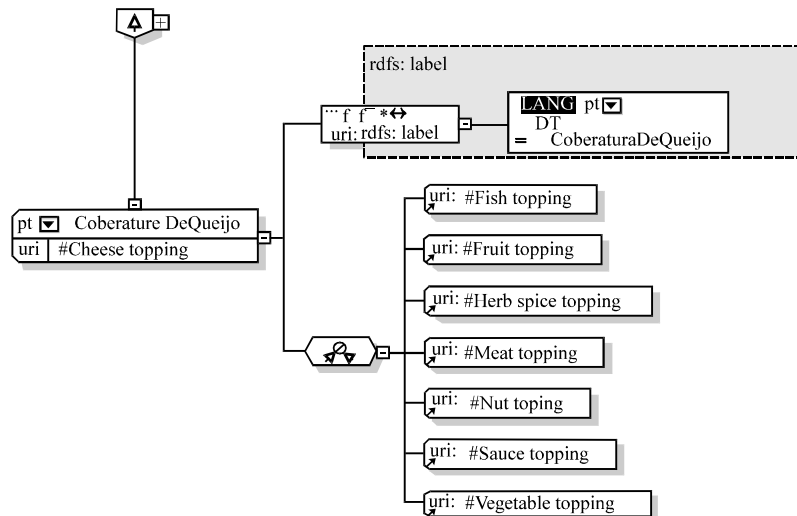 rdfs: label
LANG pt
DT
= CoberaturaDeQueijo
... f f¯ *↔
uri: rdfs: label
pt Coberature DeQueijo
uri #Cheese topping
uri: #Fish topping
uri: #Fruit topping
uri: #Herb spice topping
uri: #Meat topping
uri: #Nut toping
uri: #Sauce topping
uri: #Vegetable topping